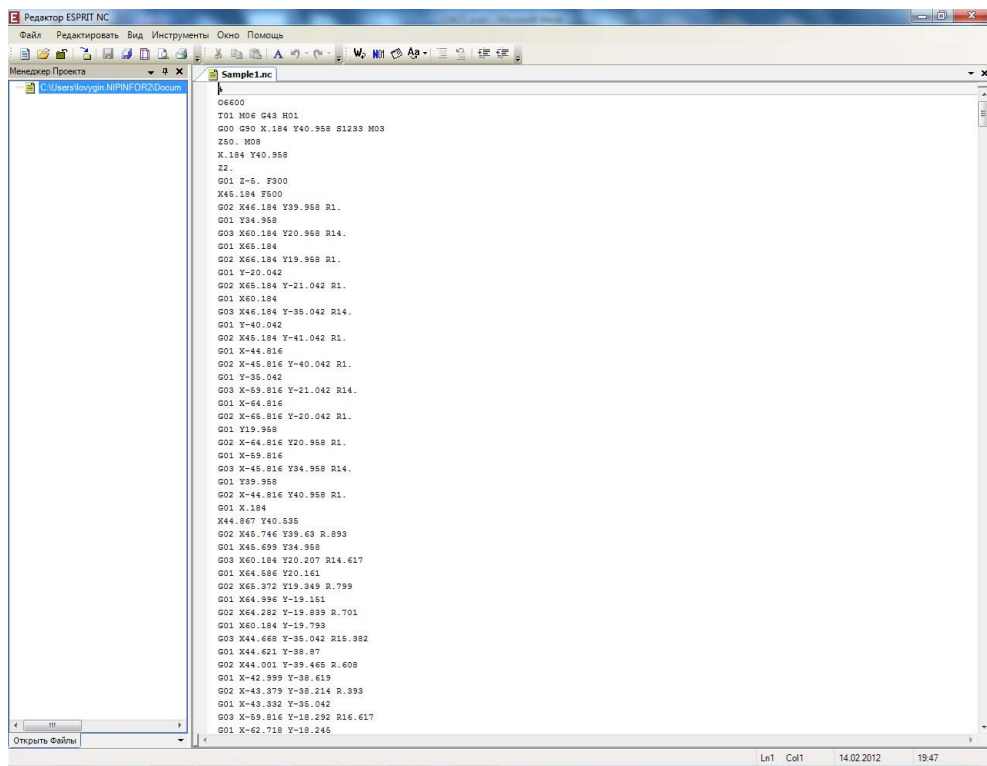 Редактор ESPRIT NC
Файл Редактировать Вид Инструменты Окно Помощь
Менеджер Проекта
Sample1.nc
C:\Users\lovygin.NIPINFOR2\Docum
%
O6600
T01 M06 G43 H01
G00 G90 X.184 Y40.958 S1233 M03
Z50. M08
X.184 Y40.958
Z2.
G01 Z-5. F300
X45.184 F500
G02 X46.184 Y39.958 R1.
G01 Y34.958
G03 X60.184 Y20.958 R14.
G01 X65.184
G02 X66.184 Y19.958 R1.
G01 Y-20.042
G02 X65.184 Y-21.042 R1.
G01 X60.184
G03 X46.184 Y-35.042 R14.
G01 Y-40.042
G02 X45.184 Y-41.042 R1.
G01 X-44.816
G02 X-45.816 Y-40.042 R1.
G01 Y-35.042
G03 X-59.816 Y-21.042 R14.
G01 X-64.816
G02 X-65.816 Y-20.042 R1.
G01 Y19.958
G02 X-64.816 Y20.958 R1.
G01 X-59.816
G03 X-45.816 Y34.958 R14.
G01 Y39.958
G02 X-44.816 Y40.958 R1.
G01 X.184
X44.867 Y40.535
G02 X45.746 Y39.63 R.893
G01 X45.699 Y34.958
G03 X60.184 Y20.207 R14.617
G01 X64.586 Y20.161
G02 X65.372 Y19.349 R.799
G01 X64.996 Y-19.151
G02 X64.282 Y-19.839 R.701
G01 X60.184 Y-19.793
G03 X44.668 Y-35.042 R15.382
G01 X44.621 Y-38.87
G02 X44.001 Y-39.465 R.608
G01 X-42.999 Y-38.619
G02 X-43.379 Y-38.214 R.393
G01 X-43.332 Y-35.042
G03 X-59.816 Y-18.292 R16.617
G01 X-62.718 Y-18.245
Открыть Файлы
Ln1 Col1 14.02.2012 19:47